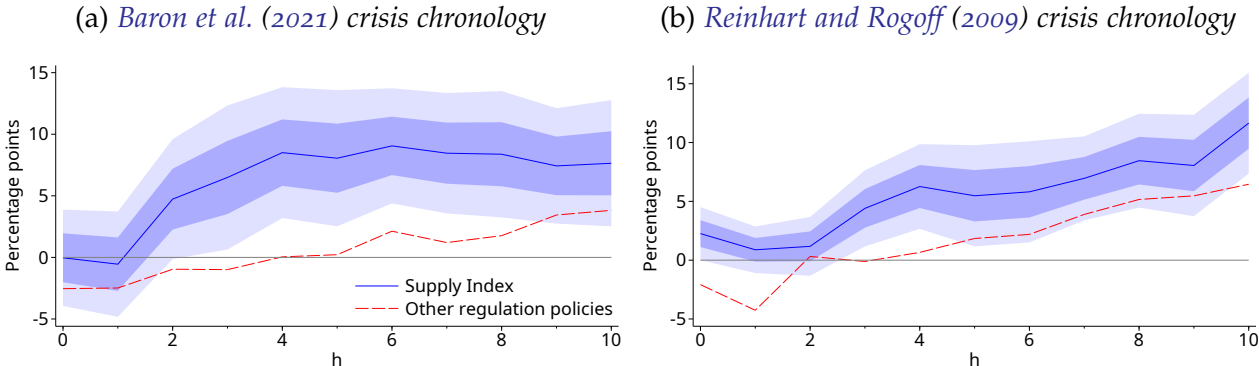 (a) Baron et al. (2021) crisis chronology
(b) Reinhart and Rogoff (2009) crisis chronology
Percentage points
15
10
5
0
-5
0 2 4 6 8 10
h
Supply Index
Other regulation policies
Percentage points
15
10
5
0
-5
0 2 4 6 8 10
h